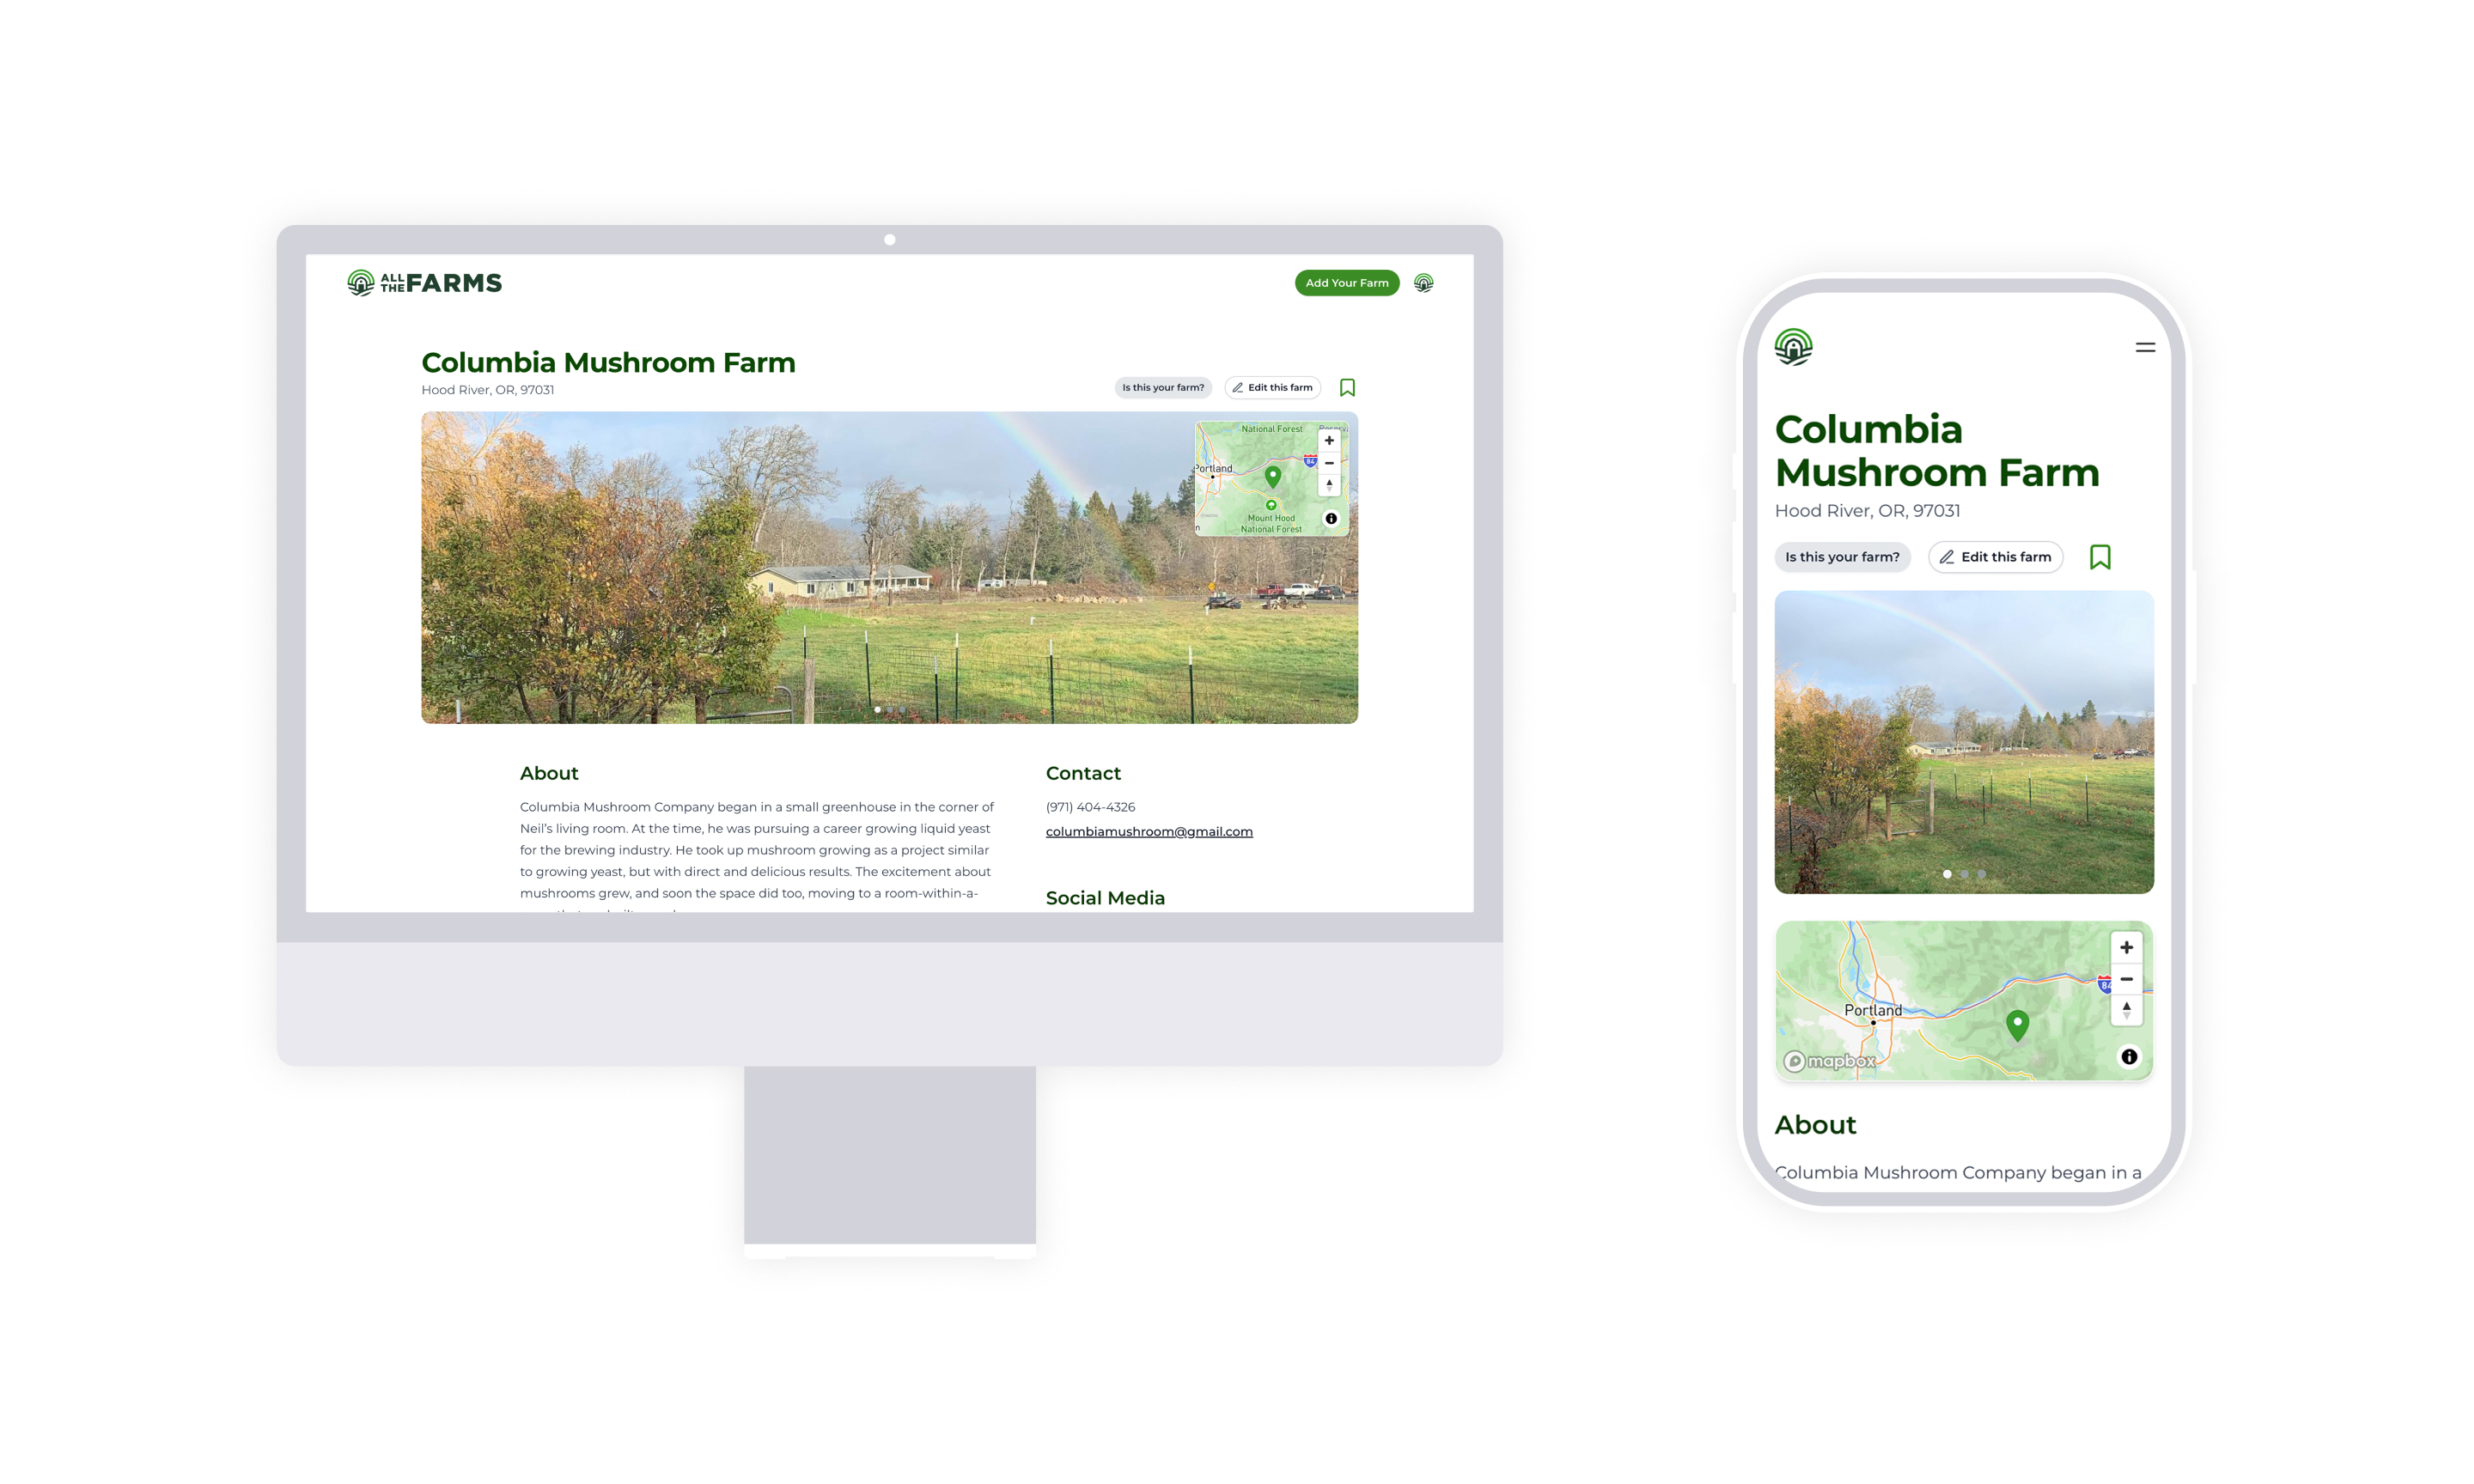 ALL
THE FARMS
Add Your Farm
Columbia Mushroom Farm
Hood River, OR, 97031
Is this your farm?
Edit this farm
National Forest
84
Portland
Mount Hood
National Forest
About
Columbia Mushroom Company began in a small greenhouse in the corner of
Neil's living room. At the time, he was pursuing a career growing liquid yeast
for the brewing industry. He took up mushroom growing as a project similar
to growing yeast, but with direct and delicious results. The excitement about
mushrooms grew, and soon the space did too, moving to a room-within-a-
Contact
(971) 404-4326
columbiamushroom@gmail.com
Social Media
Columbia
Mushroom Farm
Hood River, OR, 97031
Is this your farm?
Edit this farm
84
Portland
mapbox
About
Columbia Mushroom Company began in a